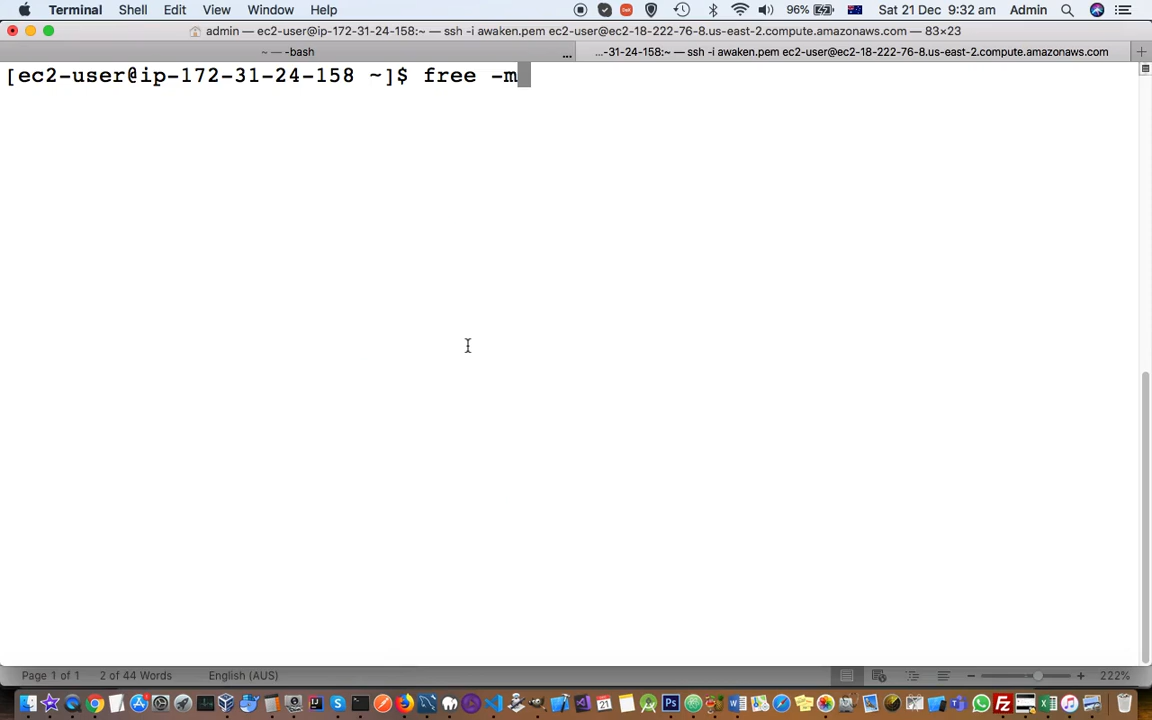 Terminal Shell Edit View Window Help 96% Sat 21 Dec 9:32 am Admin
admin — ec2-user@ip-172-31-24-158:~ — ssh -i awaken.pem ec2-user@ec2-18-222-76-8.us-east-2.compute.amazonaws.com — 83×23
~ — -bash ... ...-31-24-158:~ — ssh -i awaken.pem ec2-user@ec2-18-222-76-8.us-east-2.compute.amazonaws.com +
[ec2-user@ip-172-31-24-158 ~]$ free -m
Page 1 of 1 2 of 44 Words English (AUS) 222%